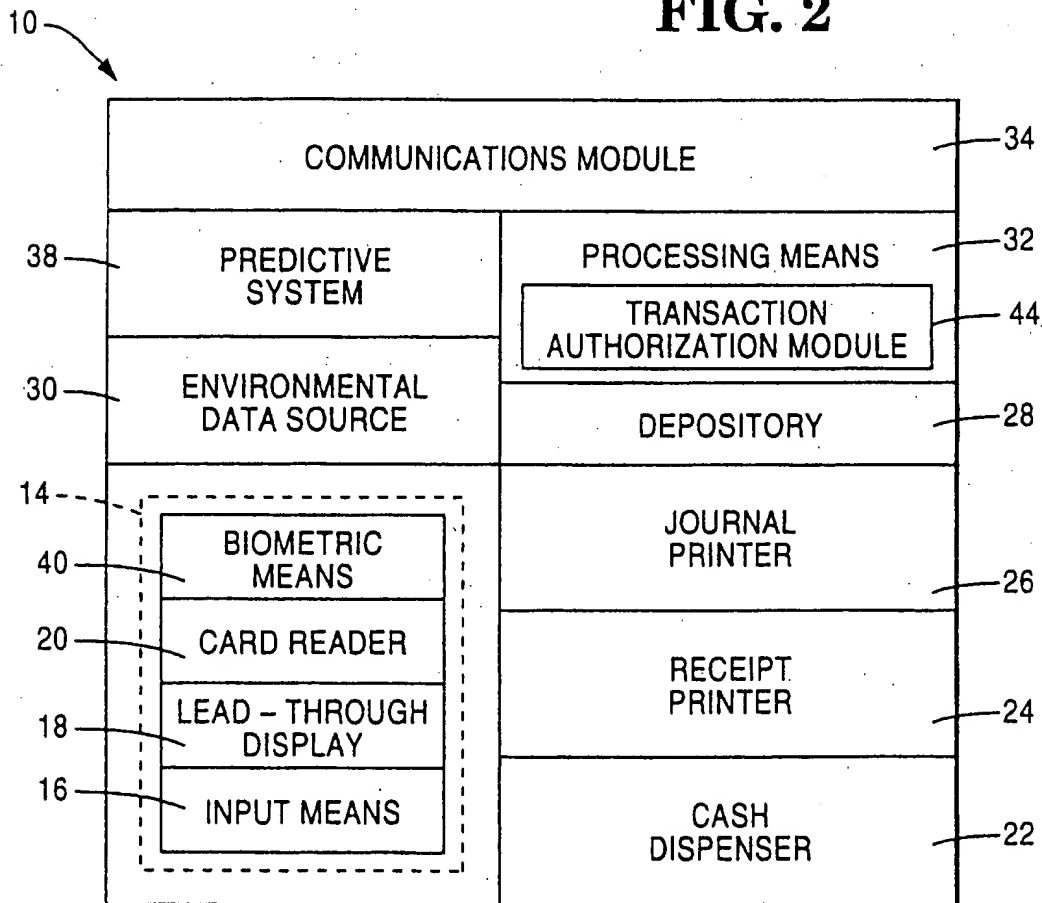 FIG. 2
10
COMMUNICATIONS MODULE
34
38
PREDICTIVE
SYSTEM
PROCESSING MEANS
32
TRANSACTION
AUTHORIZATION MODULE
44
30
ENVIRONMENTAL
DATA SOURCE
DEPOSITORY
28
14
BIOMETRIC
MEANS
40
CARD READER
20
LEAD – THROUGH
DISPLAY
18
INPUT MEANS
16
JOURNAL
PRINTER
26
RECEIPT
PRINTER
24
CASH
DISPENSER
22